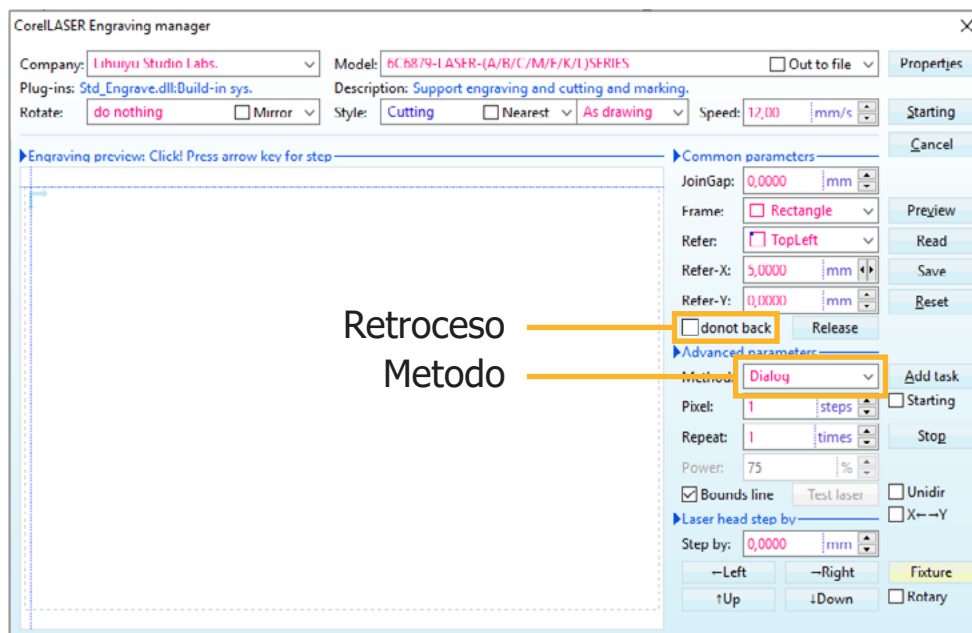 CorelLASER Engraving manager
Company: Lihuiyu Studio Labs. Model: 6C6879-LASER-(A/B/C/M/E/K/L)SERIES Out to file Properties
Plug-ins: Std_Engrave.dll:Build-in sys. Description: Support engraving and cutting and marking.
Rotate: do nothing Mirror Style: Cutting Nearest As drawing Speed: 12,00 mm/s Starting
Cancel
Engraving preview: Click! Press arrow key for step
Common parameters
JoinGap: 0,0000 mm
Frame: Rectangle Preview
Refer: TopLeft Read
Refer-X: 5,0000 mm Save
Refer-Y: 0,0000 mm Reset
Retroceso
donot back Release
Advanced parameters
Metodo
Method: Dialog Add task
Pixel: 1 steps Starting
Repeat: 1 times Stop
Power: 75 %
Bounds line Test laser Unidir
Laser head step by X←→Y
Step by: 0,0000 mm
←Left →Right Fixture
↑Up ↓Down Rotary